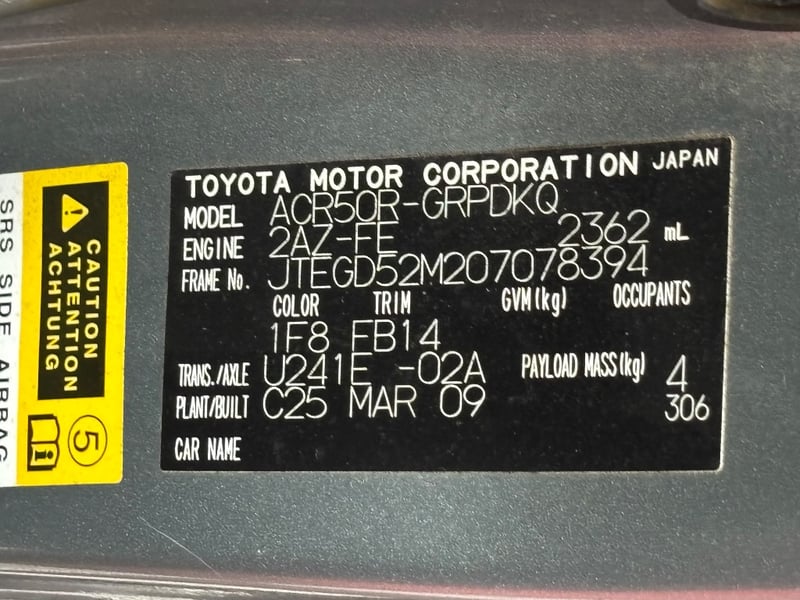 TOYOTA MOTOR CORPORATION JAPAN
MODEL ACR50R-GRPDKQ
ENGINE 2AZ-FE 2362 mL
FRAME No. JTEGD52M207078394
COLOR TRIM GVM(kg) OCCUPANTS
1F8 FB14
TRANS./AXLE U241E -02A PAYLOAD MASS(kg) 4
PLANT/BUILT C25 MAR 09 306
CAR NAME
CAUTION
ATTENTION
ACHTUNG
5
SRS SIDE AIRBAG